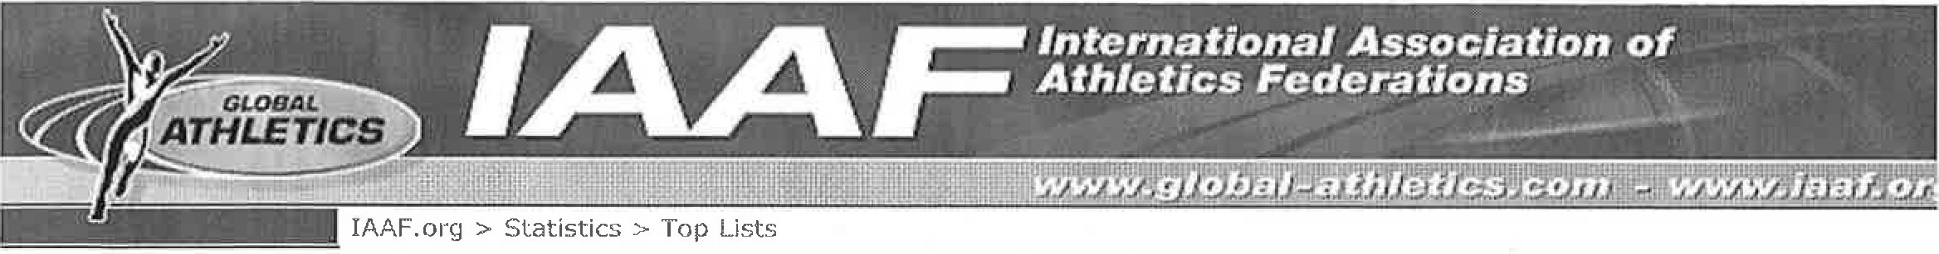 GLOBAL
ATHLETICS
IAAF
International Association of
Athletics Federations
www.global-athletics.com - www.iaaf.or
IAAF.org > Statistics > Top Lists